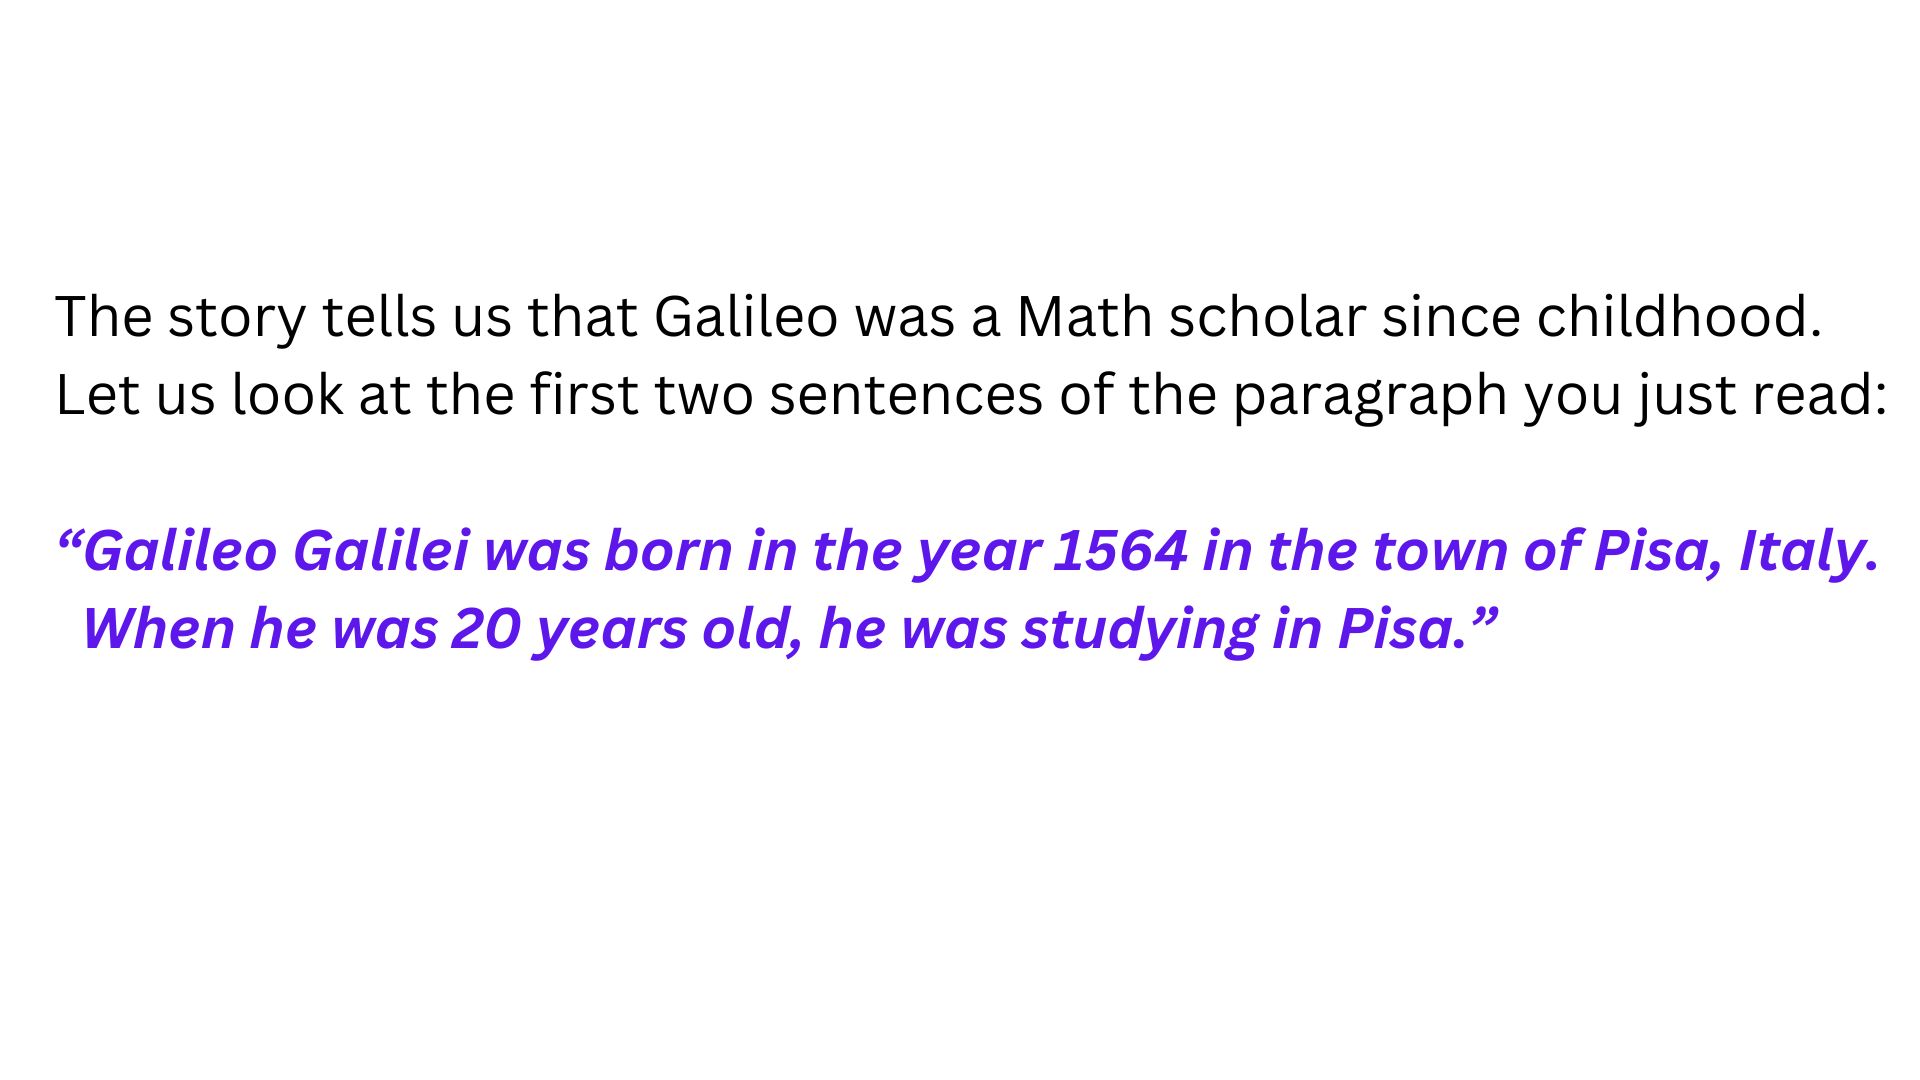 The story tells us that Galileo was a Math scholar since childhood.
Let us look at the first two sentences of the paragraph you just read:
“Galileo Galilei was born in the year 1564 in the town of Pisa, Italy.
When he was 20 years old, he was studying in Pisa.”